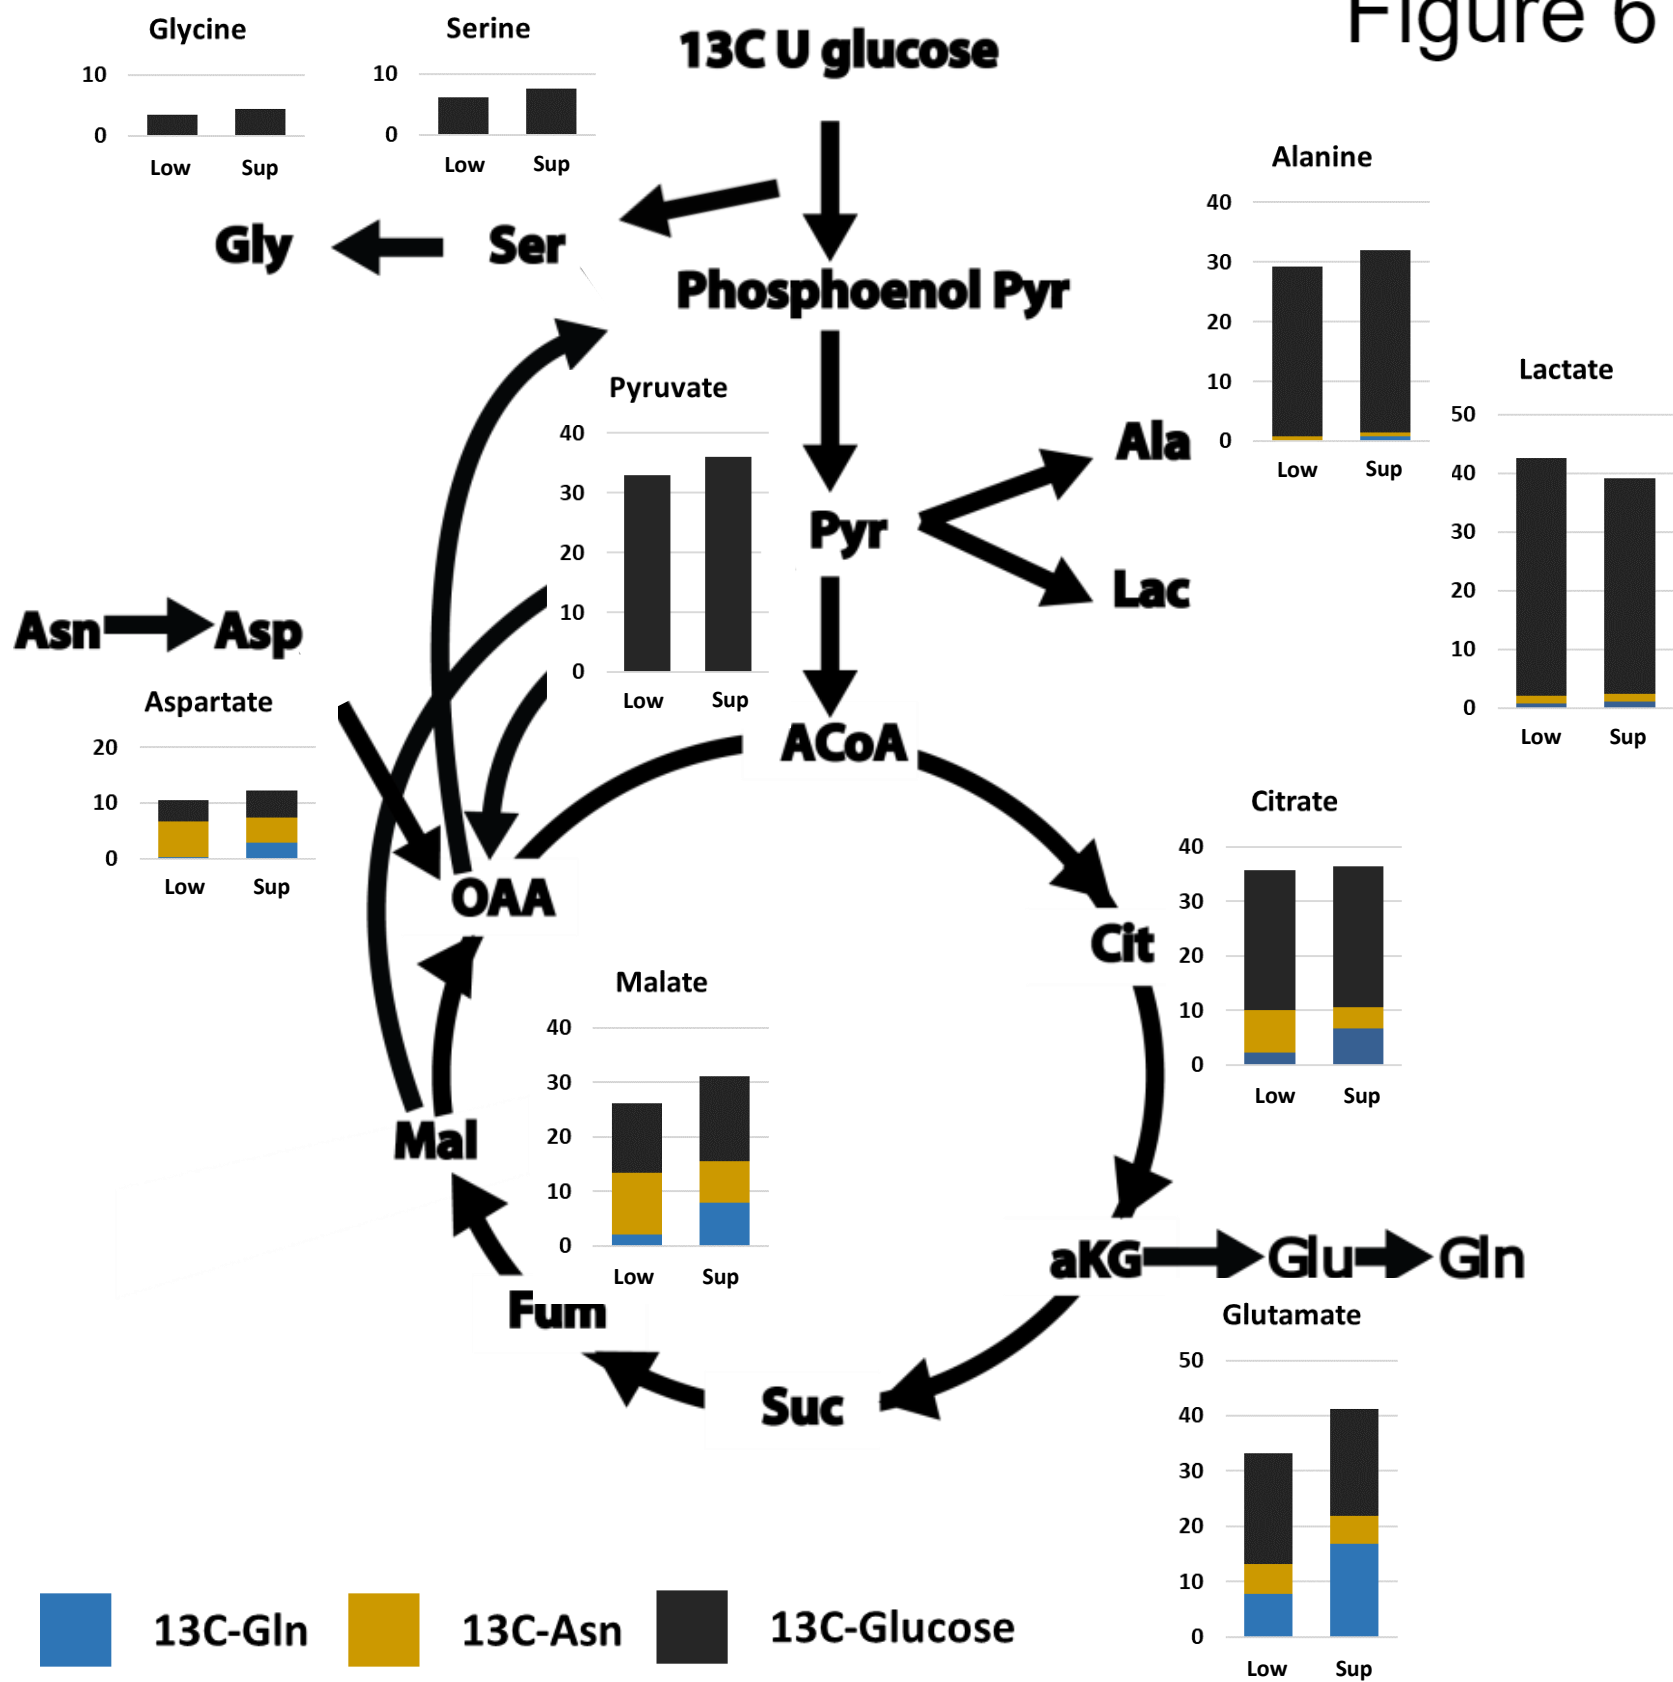 Figure 6
Glycine
10
0
Low Sup
Serine
10
0
Low Sup
13C U glucose
Gly
Ser
Phosphoenol Pyr
Alanine
40
30
20
10
0
Low Sup
Pyruvate
40
30
20
10
0
Low Sup
Pyr
Ala
Lac
Lactate
50
40
30
20
10
0
Low Sup
Asn Asp
Aspartate
20
10
0
Low Sup
ACoA
OAA
Cit
Citrate
40
30
20
10
0
Low Sup
Malate
40
30
20
10
0
Low Sup
Mal
Fum
Suc
aKG Glu Gln
Glutamate
50
40
30
20
10
0
Low Sup
13C-Gln 13C-Asn 13C-Glucose